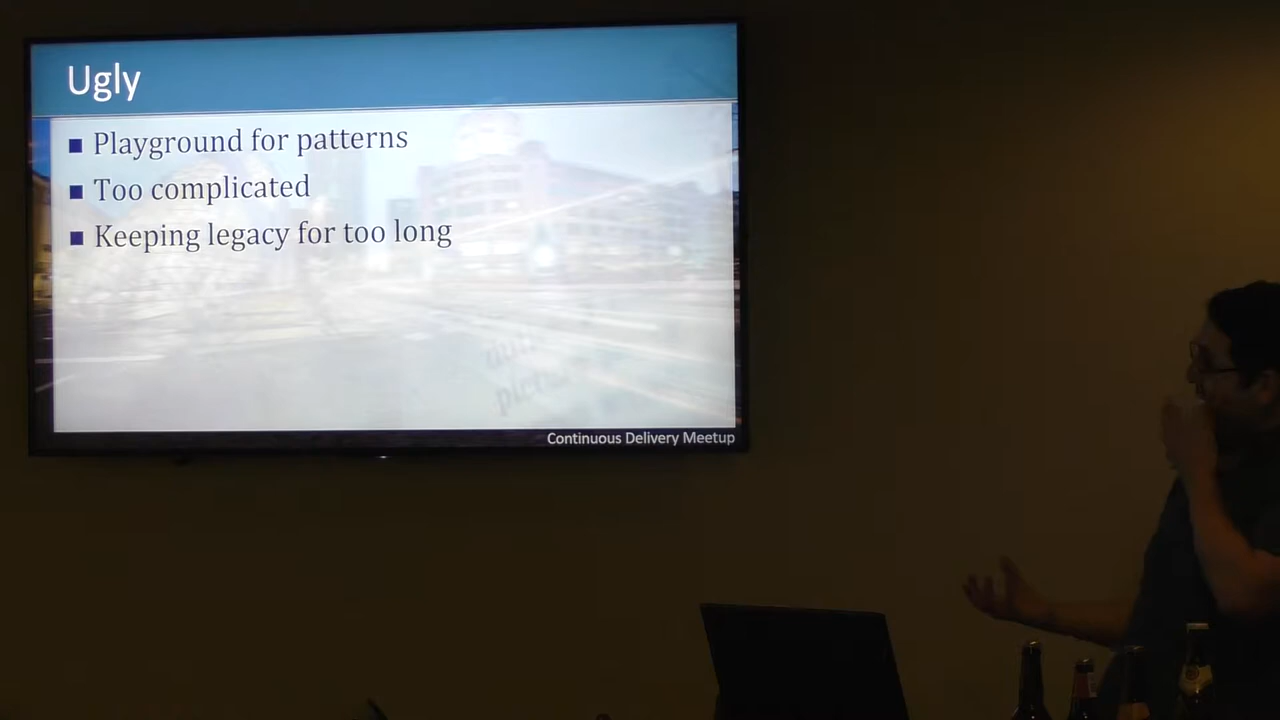 Ugly
Playground for patterns
Too complicated
Keeping legacy for too long
Continuous Delivery Meetup